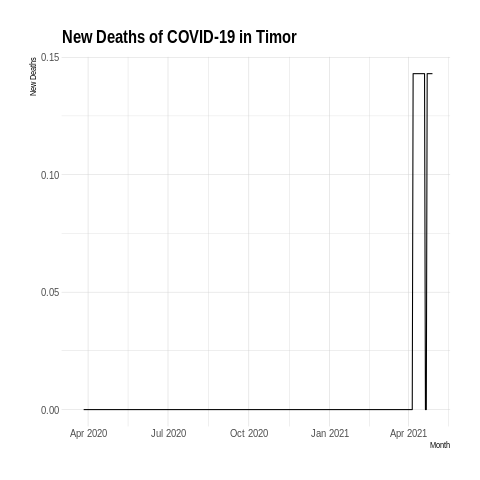 New Deaths of COVID-19 in Timor
New Deaths
0.15
0.10
0.05
0.00
Apr 2020 Jul 2020 Oct 2020 Jan 2021 Apr 2021
Month